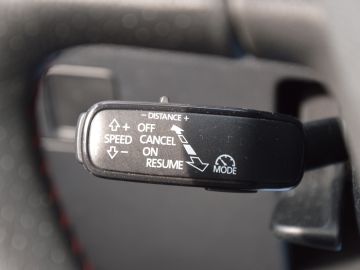 - DISTANCE +
+ OFF
SPEED CANCEL
- ON
RESUME
MODE